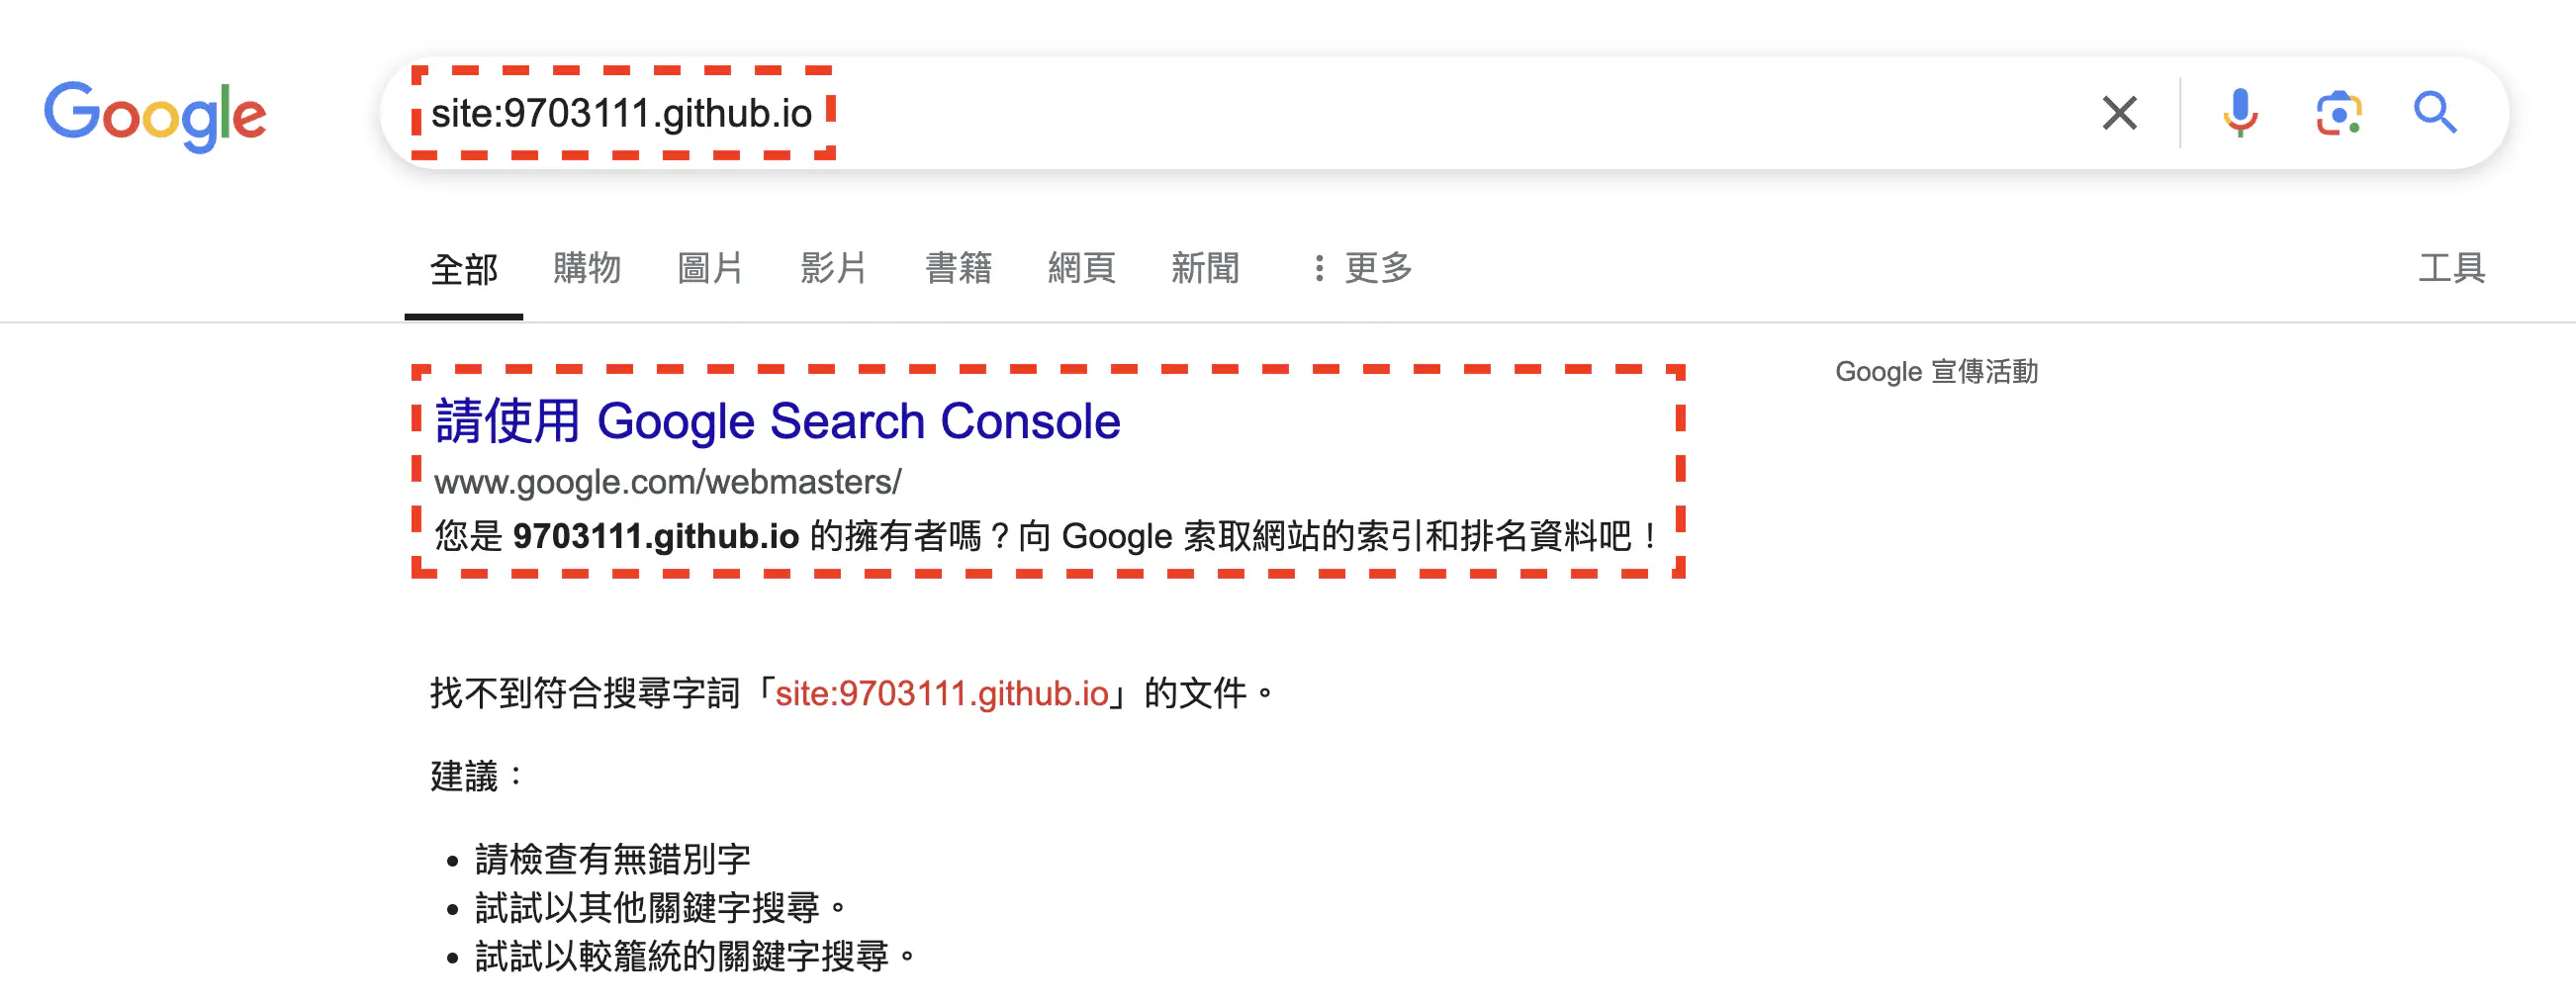 Google
site:9703111.github.io
全部 購物 圖片 影片 書籍 網頁 新聞 更多 工具
請使用 Google Search Console
www.google.com/webmasters/
您是 9703111.github.io 的擁有者嗎？向 Google 索取網站的索引和排名資料吧！
Google 宣傳活動
找不到符合搜尋字詞「site:9703111.github.io」的文件。
建議：
• 請檢查有無錯別字
• 試試以其他關鍵字搜尋。
• 試試以較籠統的關鍵字搜尋。